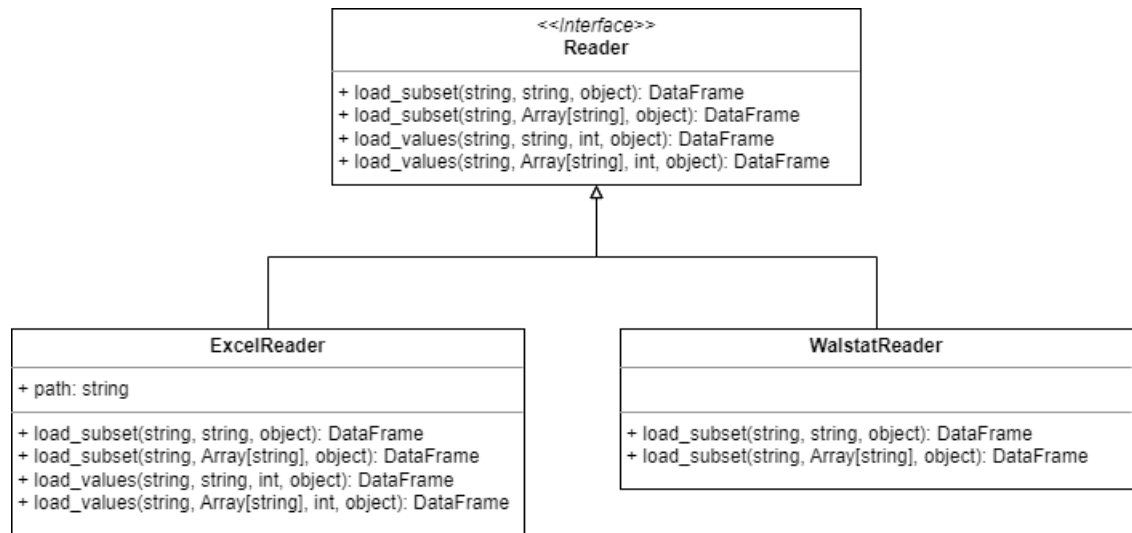 <<Interface>>
Reader
+ load_subset(string, string, object): DataFrame
+ load_subset(string, Array[string], object): DataFrame
+ load_values(string, string, int, object): DataFrame
+ load_values(string, Array[string], int, object): DataFrame
ExcelReader
+ path: string
+ load_subset(string, string, object): DataFrame
+ load_subset(string, Array[string], object): DataFrame
+ load_values(string, string, int, object): DataFrame
+ load_values(string, Array[string], int, object): DataFrame
WalstatReader
+ load_subset(string, string, object): DataFrame
+ load_subset(string, Array[string], object): DataFrame